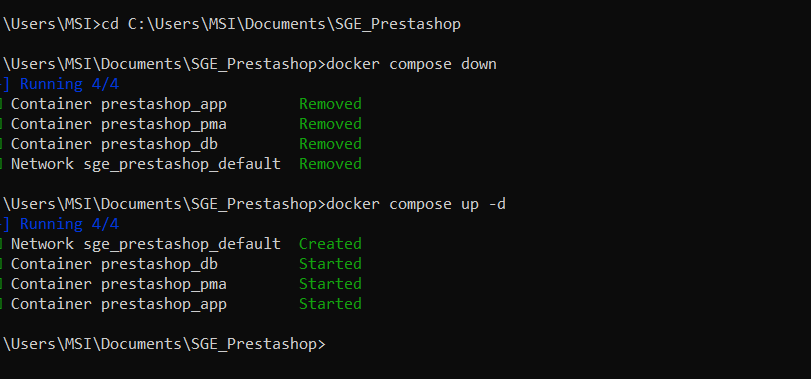 \Users\MSI>cd C:\Users\MSI\Documents\SGE_Prestashop
\Users\MSI\Documents\SGE_Prestashop>docker compose down
] Running 4/4
Container prestashop_app Removed
Container prestashop_pma Removed
Container prestashop_db Removed
Network sge_prestashop_default Removed
\Users\MSI\Documents\SGE_Prestashop>docker compose up -d
] Running 4/4
Network sge_prestashop_default Created
Container prestashop_db Started
Container prestashop_pma Started
Container prestashop_app Started
\Users\MSI\Documents\SGE_Prestashop>